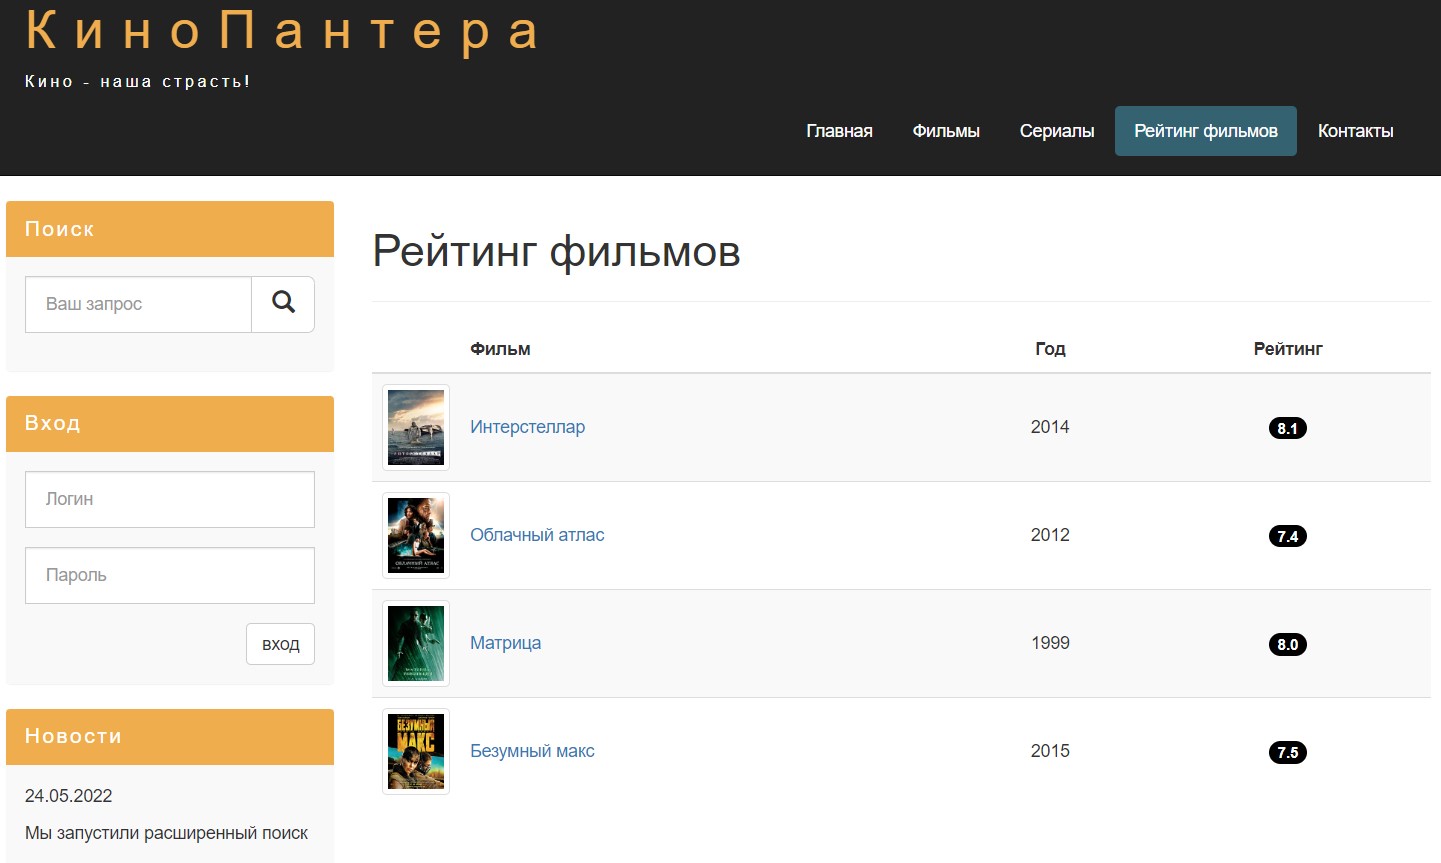 КиноПантера
Кино - наша страсть!
Главная Фильмы Сериалы Рейтинг фильмов Контакты
Поиск
Ваш запрос
Вход
Логин
Пароль
вход
Новости
24.05.2022
Мы запустили расширенный поиск
Рейтинг фильмов
Фильм Год Рейтинг
Интерстеллар 2014 8.1
ОБЛАЧНЫЙ АТЛАС
Облачный атлас 2012 7.4
Матрица 1999 8.0
БЕЗУМНЫЙ
МАКС
Безумный макс 2015 7.5